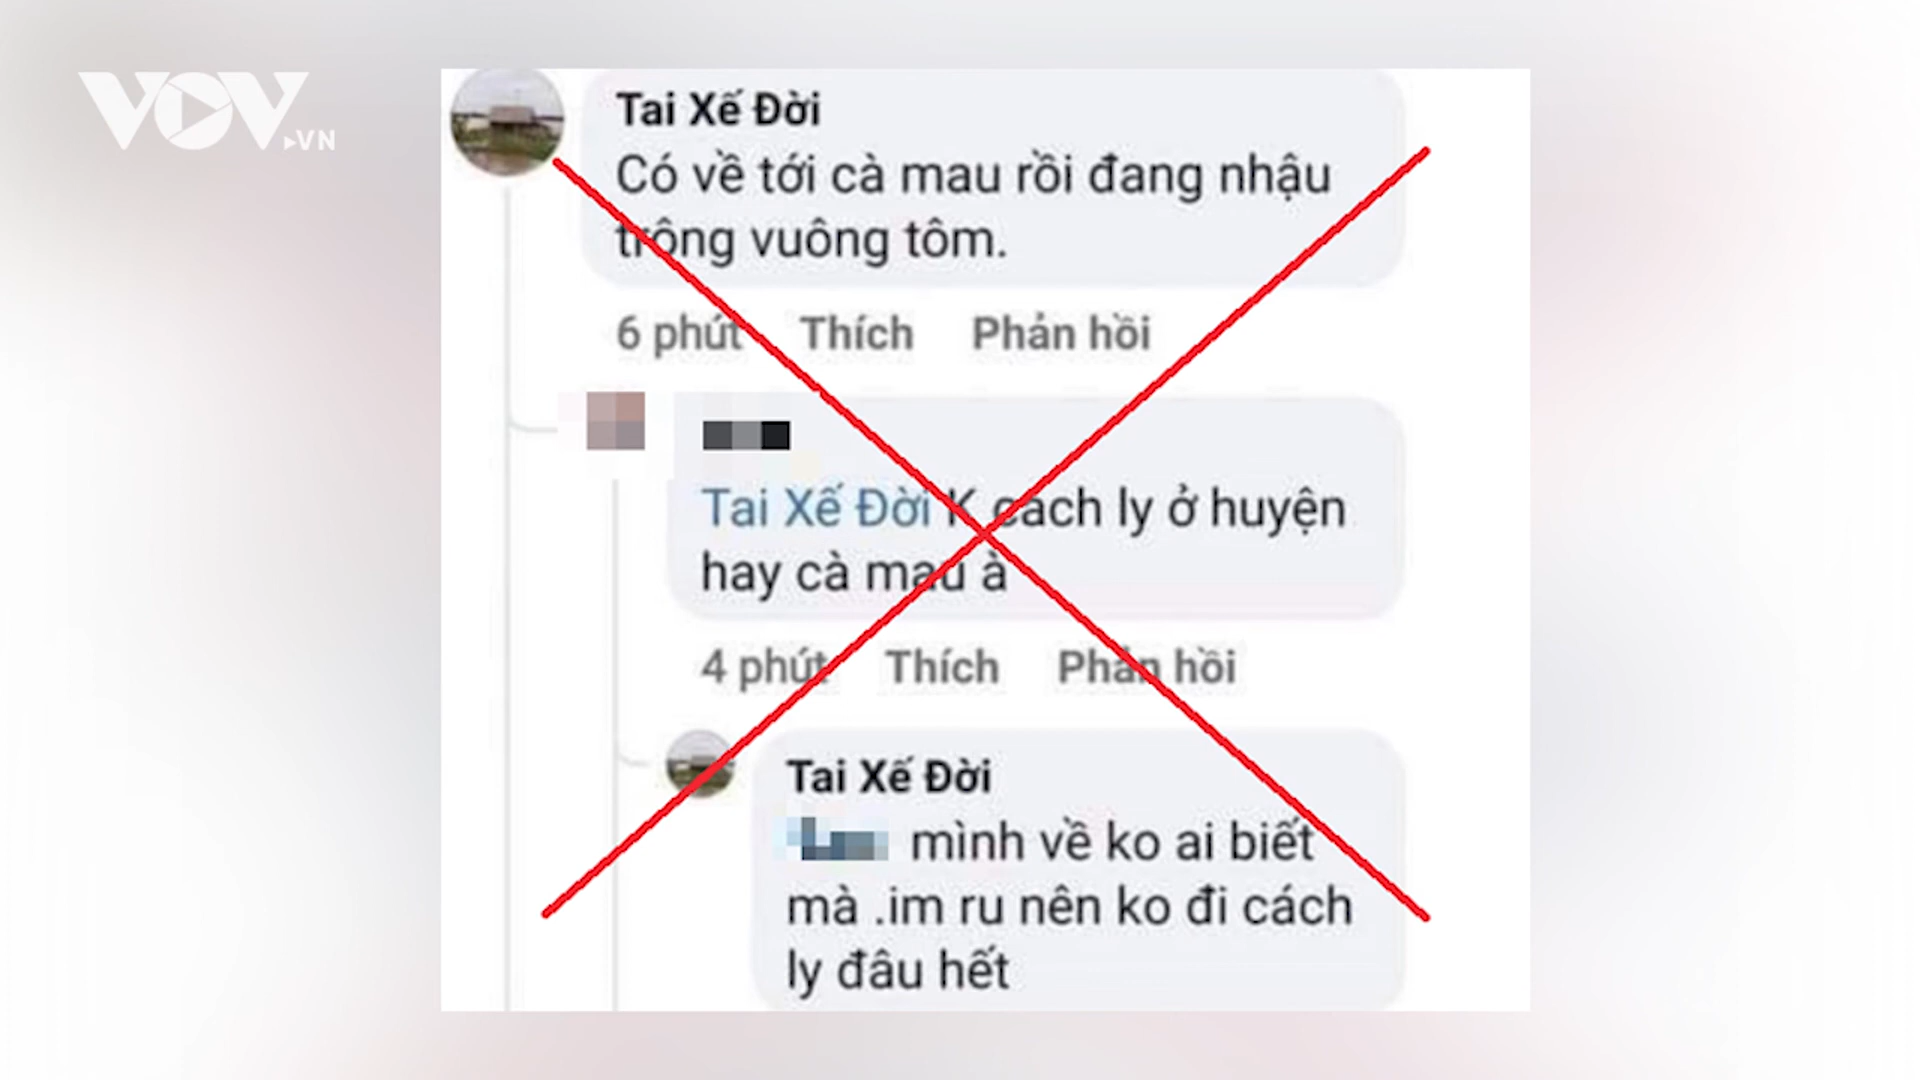 VOV.VN
Tai Xế Đời
Có về tới cà mau rồi đang nhậu
trông vuông tôm.
6 phút Thích Phản hồi
Tai Xế Đời K cách ly ở huyện
hay cà mau à
4 phút Thích Phản hồi
Tai Xế Đời
mình về ko ai biết
mà .im ru nên ko đi cách
ly đâu hết